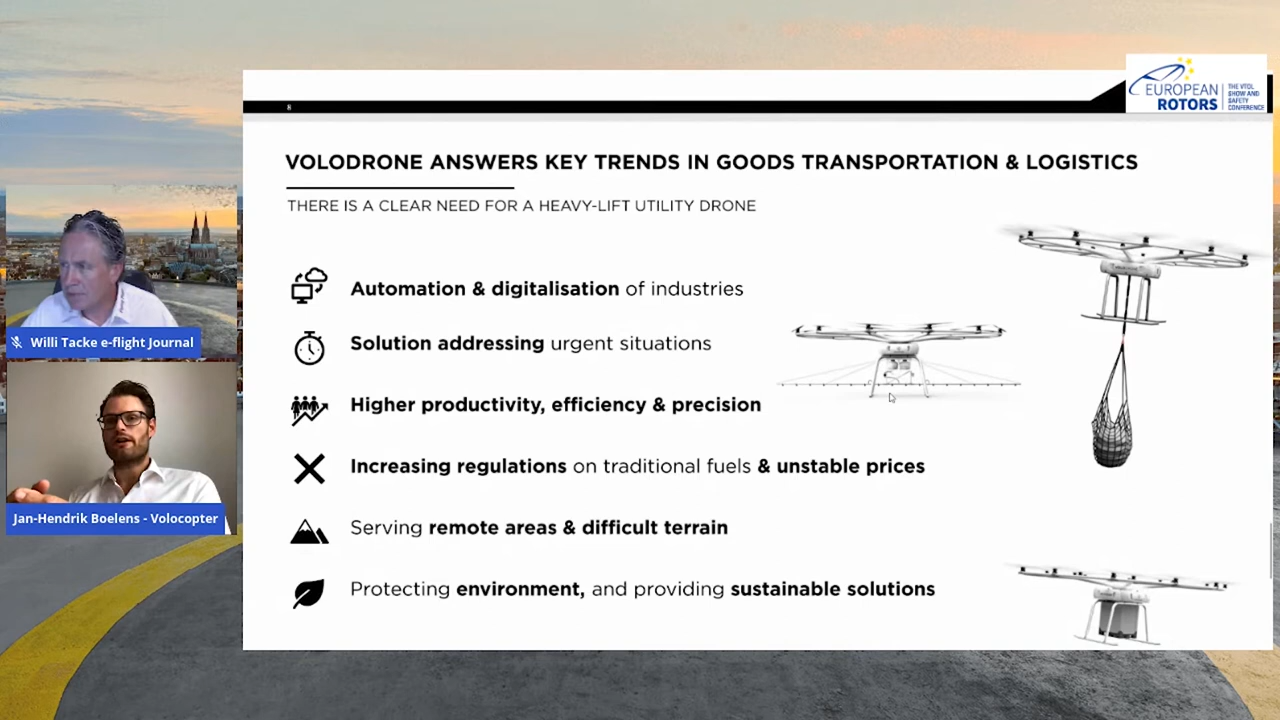 8
EUROPEAN
ROTORS
THE VTOL
SHOW AND
SAFETY
CONFERENCE
VOLODRONE ANSWERS KEY TRENDS IN GOODS TRANSPORTATION & LOGISTICS
THERE IS A CLEAR NEED FOR A HEAVY-LIFT UTILITY DRONE
Automation & digitalisation of industries
Solution addressing urgent situations
Higher productivity, efficiency & precision
Increasing regulations on traditional fuels & unstable prices
Serving remote areas & difficult terrain
Protecting environment, and providing sustainable solutions
Willi Tacke e-flight Journal
Jan-Hendrik Boelens - Volocopter